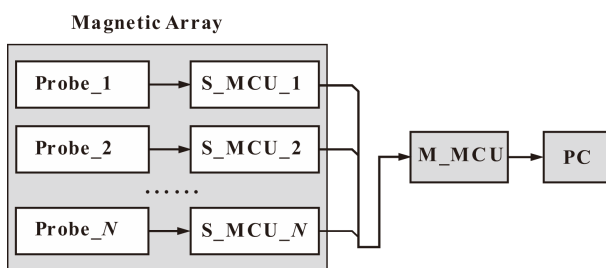 Magnetic Array
Probe_1 S_MCU_1
Probe_2 S_MCU_2
M_MCU PC
......
Probe_N S_MCU_N